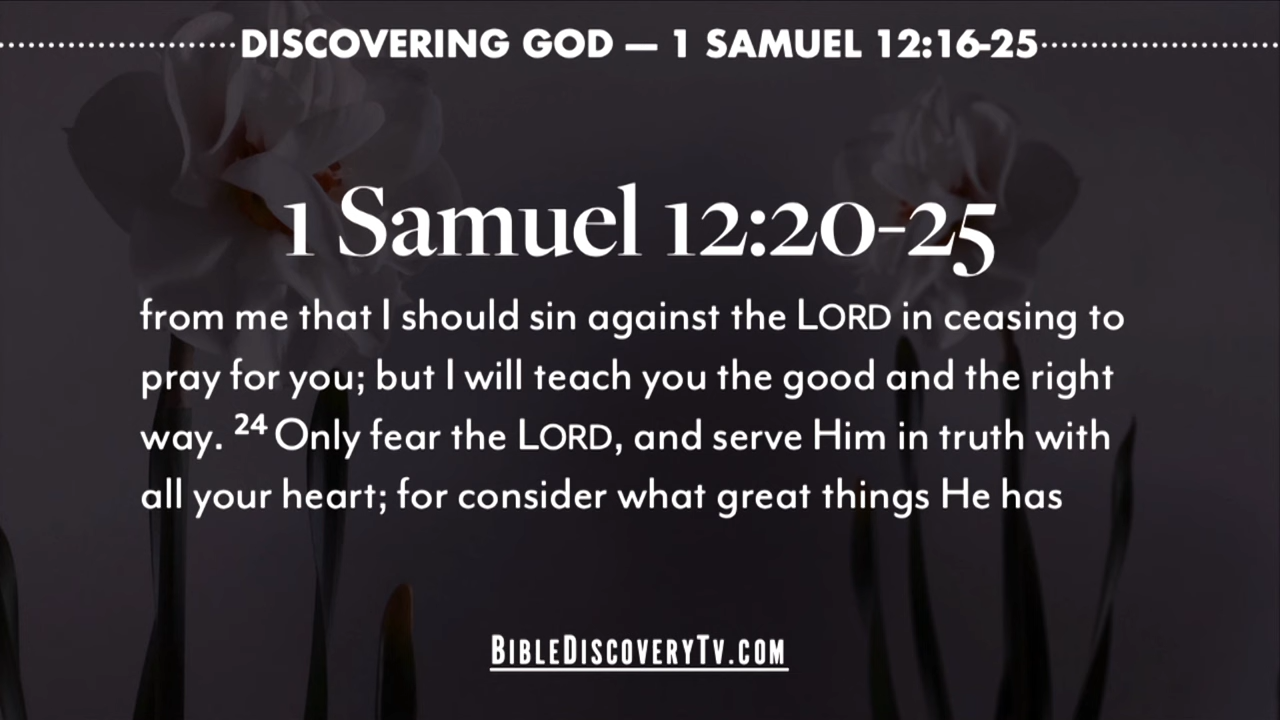 DISCOVERING GOD — 1 SAMUEL 12:16-25
1 Samuel 12:20-25
from me that I should sin against the LORD in ceasing to
pray for you; but I will teach you the good and the right
way. 24 Only fear the LORD, and serve Him in truth with
all your heart; for consider what great things He has
BIBLEDISCOVERYTV.COM